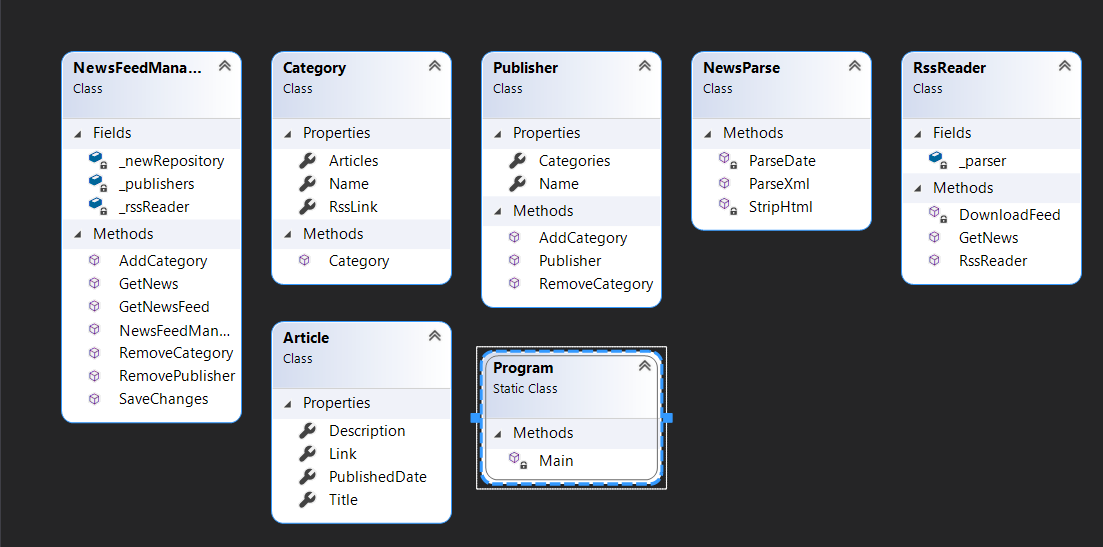 NewsFeedMana...
Class
Fields
_newRepository
_publishers
_rssReader
Methods
AddCategory
GetNews
GetNewsFeed
NewsFeedMan...
RemoveCategory
RemovePublisher
SaveChanges
Category
Class
Properties
Articles
Name
RssLink
Methods
Category
Publisher
Class
Properties
Categories
Name
Methods
AddCategory
Publisher
RemoveCategory
NewsParse
Class
Methods
ParseDate
ParseXml
StripHtml
RssReader
Class
Fields
_parser
Methods
DownloadFeed
GetNews
RssReader
Article
Class
Properties
Description
Link
PublishedDate
Title
Program
Static Class
Methods
Main